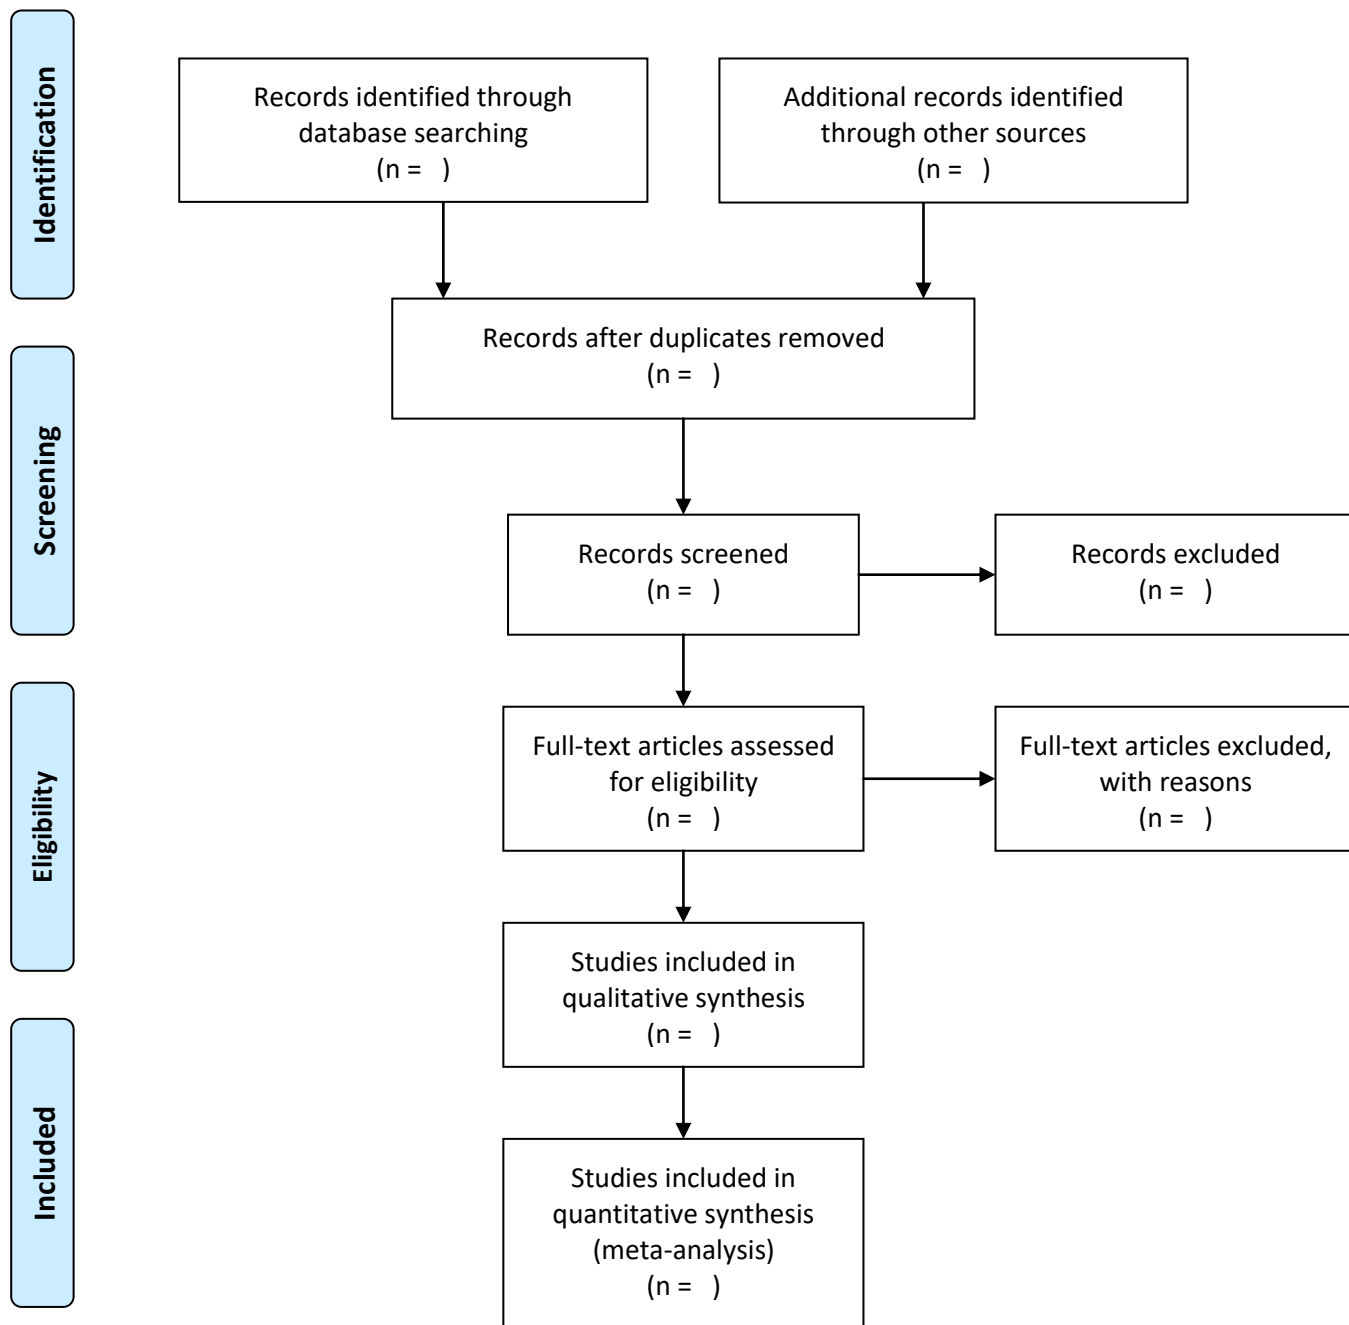 Identification
Records identified through
database searching
(n =   )
Additional records identified
through other sources
(n =   )
Records after duplicates removed
(n =   )
Screening
Records screened
(n =   )
Records excluded
(n =   )
Eligibility
Full-text articles assessed
for eligibility
(n =   )
Full-text articles excluded,
with reasons
(n =   )
Studies included in
qualitative synthesis
(n =   )
Included
Studies included in
quantitative synthesis
(meta-analysis)
(n =   )